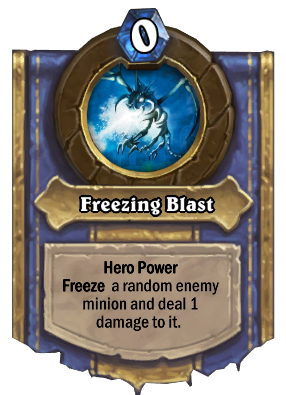 0
Freezing Blast
Hero Power
Freeze a random enemy
minion and deal 1
damage to it.